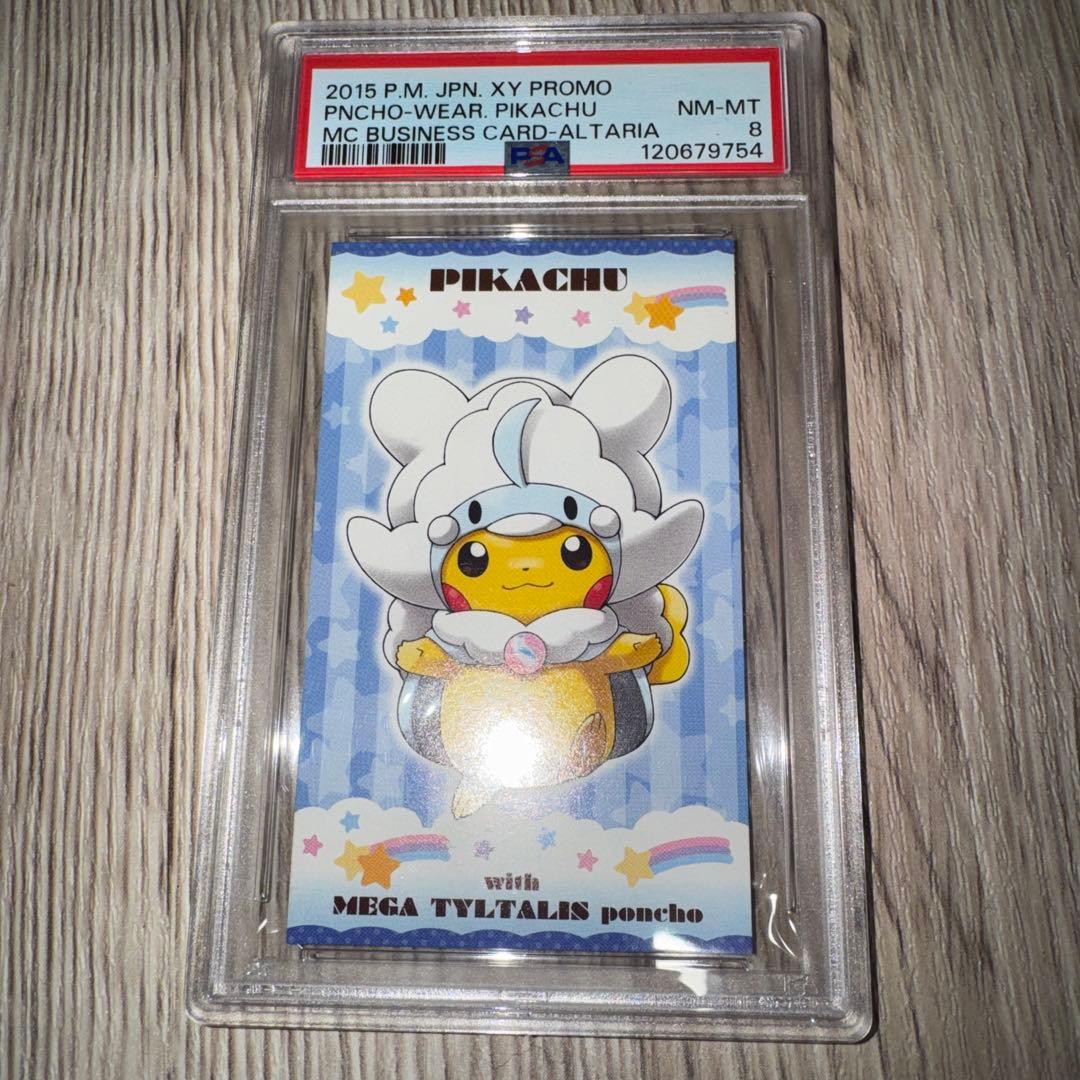 2015 P.M. JPN. XY PROMO
PNCHO-WEAR. PIKACHU NM-MT
MC BUSINESS CARD-ALTARIA 8
PSA 120679754
PIKACHU
with
MEGA TYLTALIS poncho